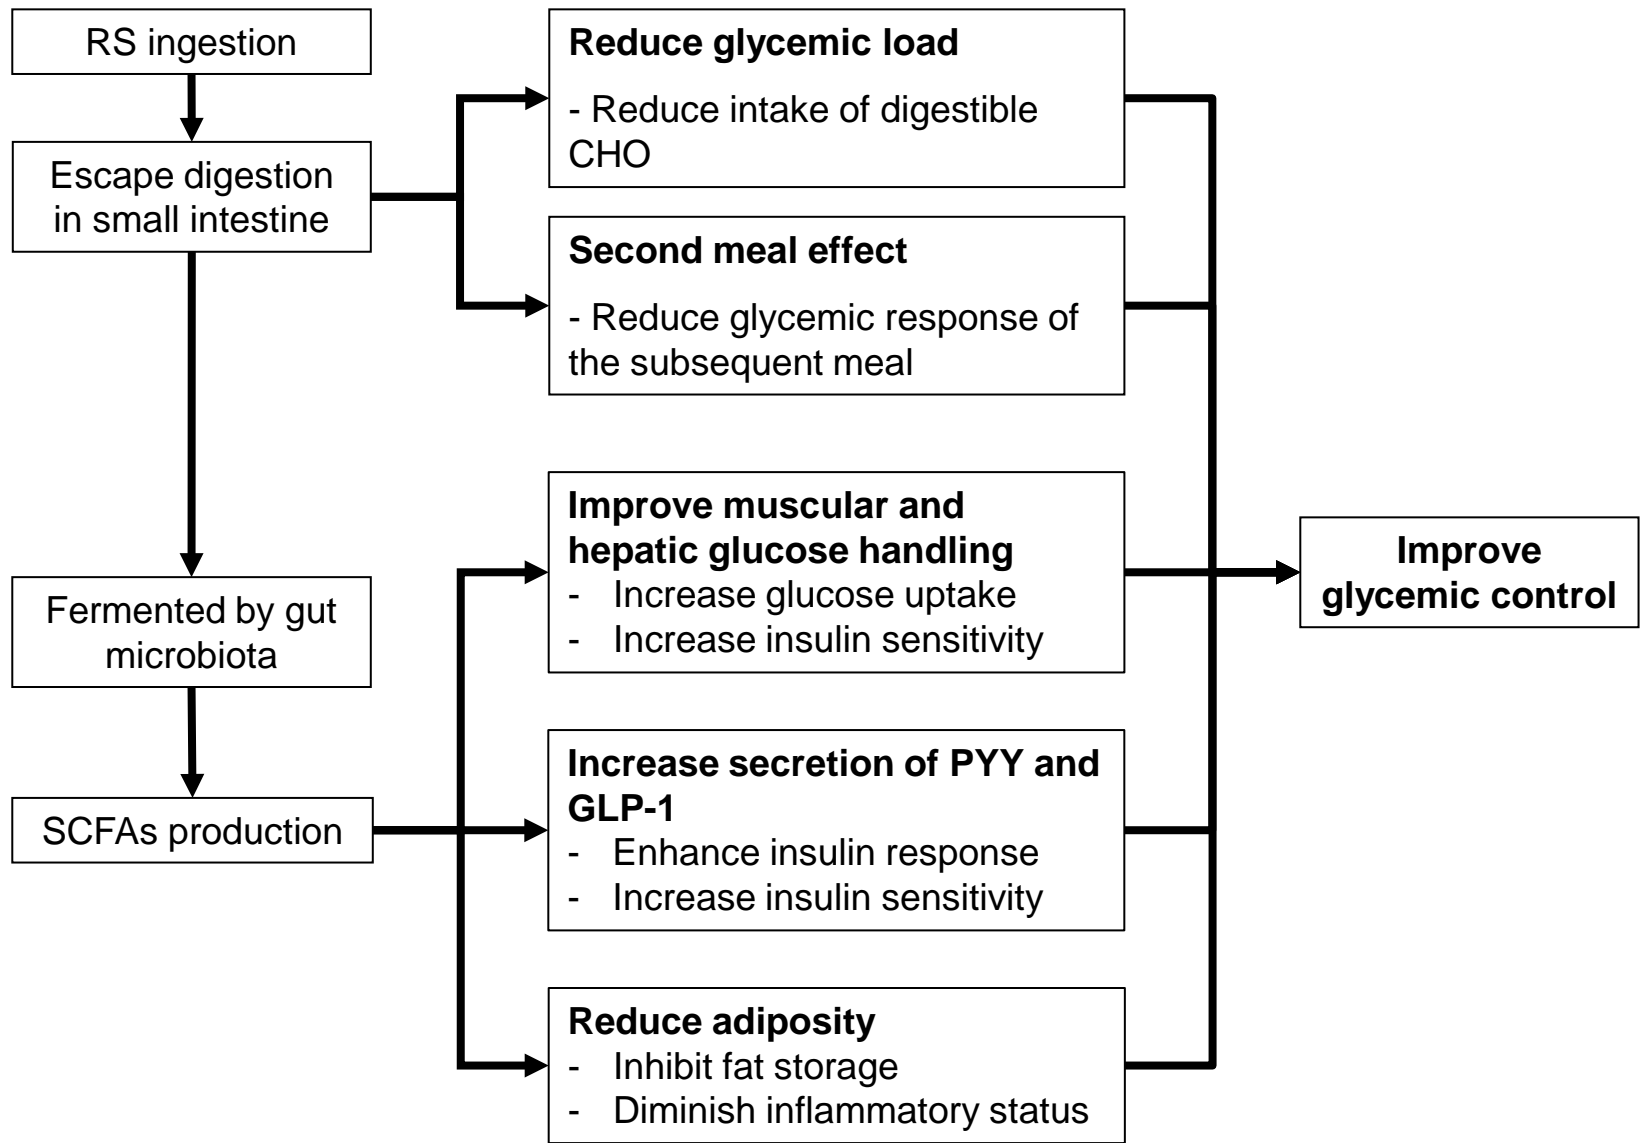 RS ingestion
Escape digestion
in small intestine
Fermented by gut
microbiota
SCFAs production
Reduce glycemic load
- Reduce intake of digestible
CHO
Second meal effect
- Reduce glycemic response of
the subsequent meal
Improve muscular and
hepatic glucose handling
- Increase glucose uptake
- Increase insulin sensitivity
Increase secretion of PYY and
GLP-1
- Enhance insulin response
- Increase insulin sensitivity
Reduce adiposity
- Inhibit fat storage
- Diminish inflammatory status
Improve
glycemic control